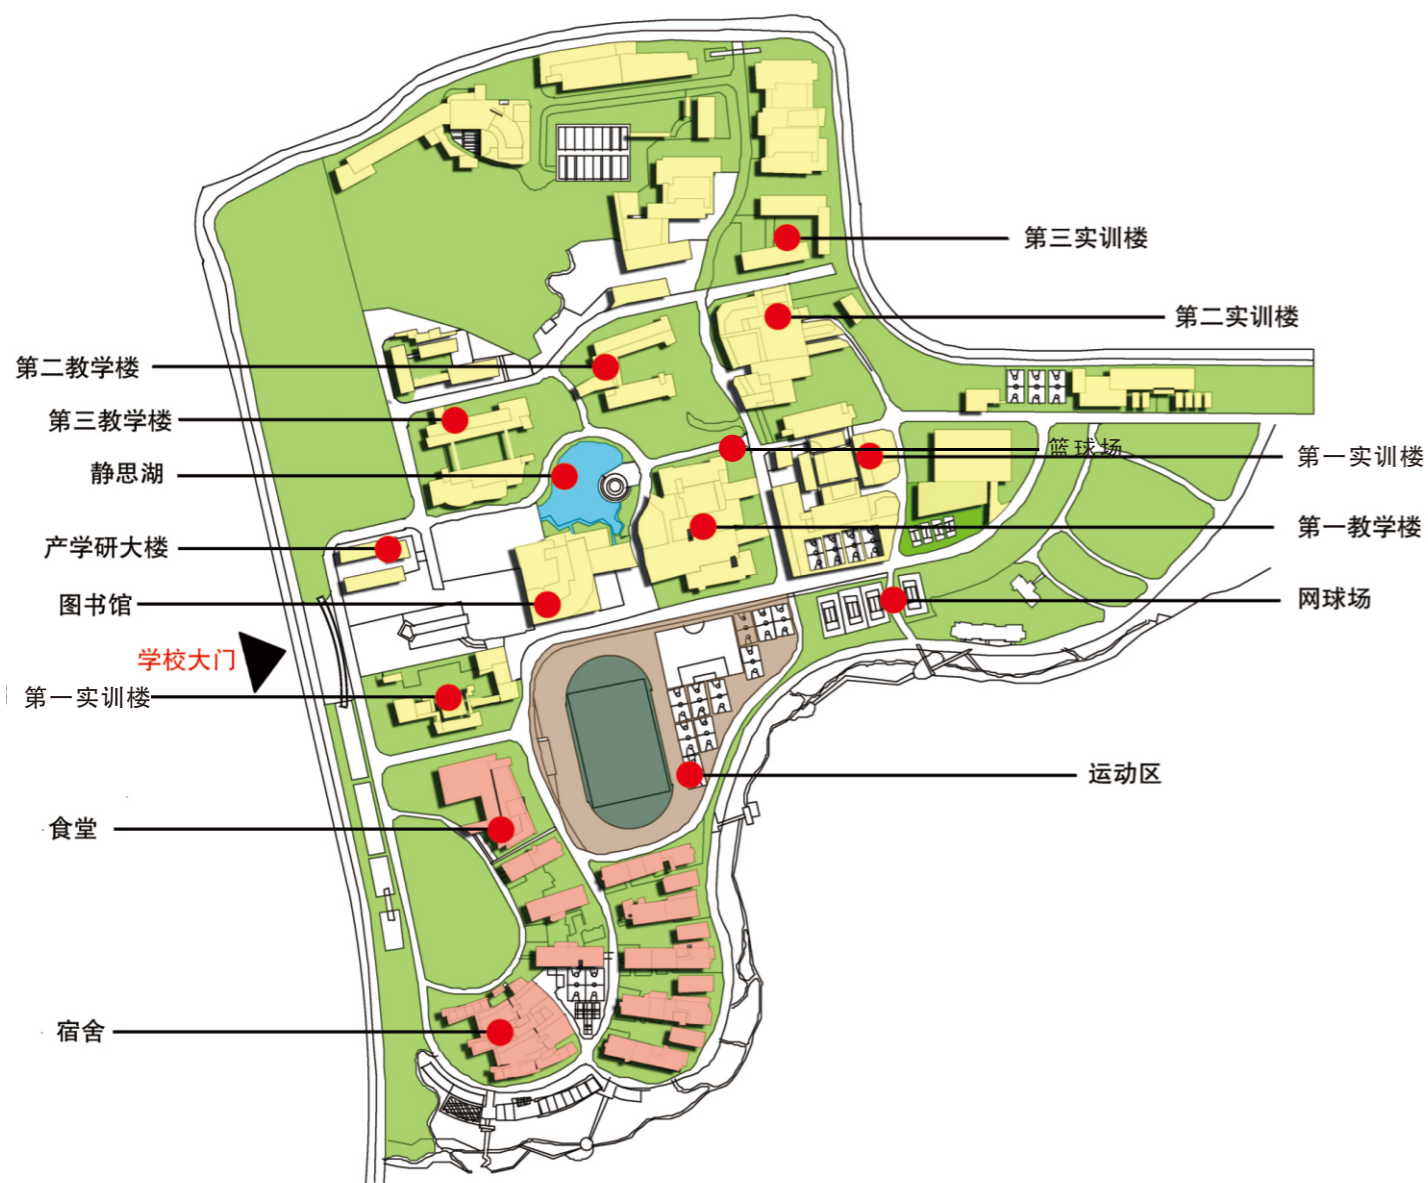 第三实训楼
第二实训楼
第二教学楼
第三教学楼
篮球场
第一实训楼
静思湖
第一教学楼
产学研大楼
图书馆
网球场
学校大门
第一实训楼
运动区
食堂
宿舍